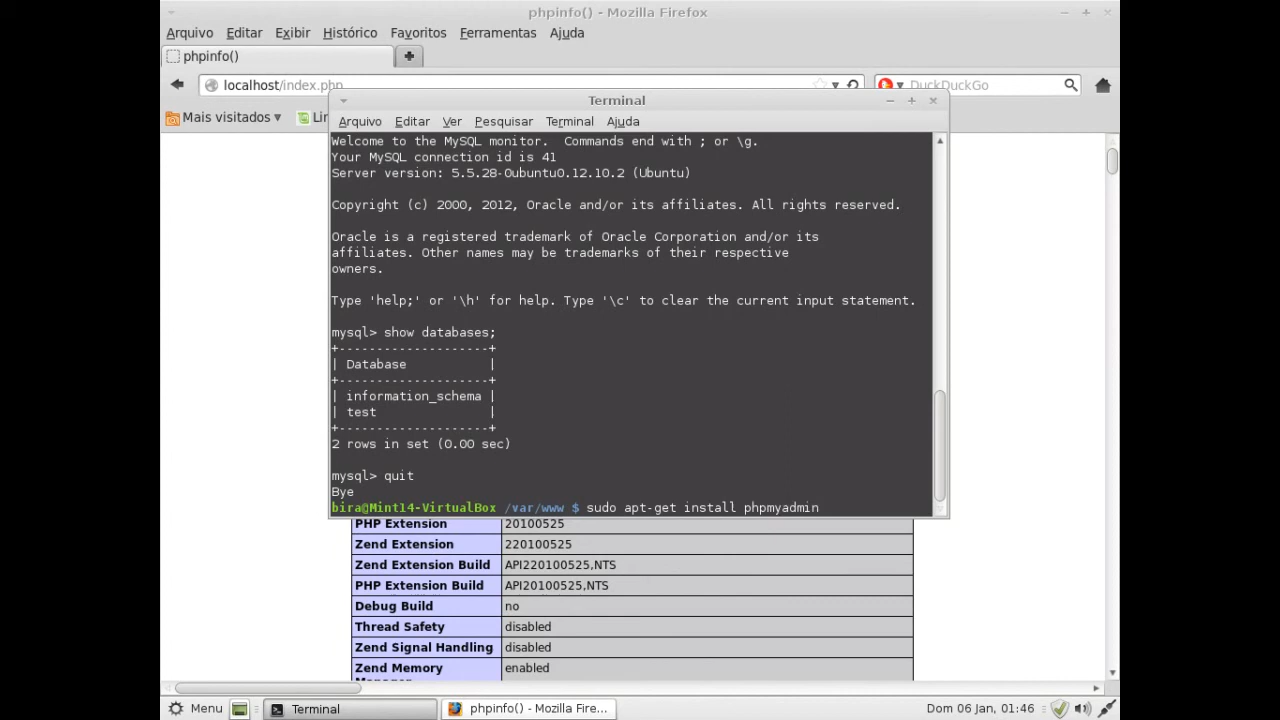 phpinfo() - Mozilla Firefox
Arquivo Editar Exibir Histórico Favoritos Ferramentas Ajuda
phpinfo()
localhost/index.php
DuckDuckGo
Mais visitados
Terminal
Arquivo Editar Ver Pesquisar Terminal Ajuda
Welcome to the MySQL monitor.  Commands end with ; or \g.
Your MySQL connection id is 41
Server version: 5.5.28-0ubuntu0.12.10.2 (Ubuntu)
Copyright (c) 2000, 2012, Oracle and/or its affiliates. All rights reserved.
Oracle is a registered trademark of Oracle Corporation and/or its
affiliates. Other names may be trademarks of their respective
owners.
Type 'help;' or '\h' for help. Type '\c' to clear the current input statement.
mysql> show databases;
+--------------------+
| Database           |
+--------------------+
| information_schema |
| test               |
+--------------------+
2 rows in set (0.00 sec)
mysql> quit
Bye
bira@Mint14-VirtualBox /var/www $ sudo apt-get install phpmyadmin
PHP Extension 20100525
Zend Extension 220100525
Zend Extension Build API220100525,NTS
PHP Extension Build API20100525,NTS
Debug Build no
Thread Safety disabled
Zend Signal Handling disabled
Zend Memory enabled
Menu Terminal phpinfo() - Mozilla Fire... Dom 06 Jan, 01:46